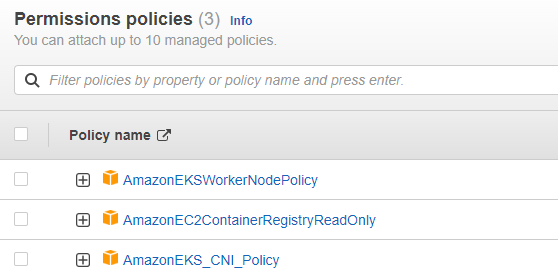 Permissions policies (3) Info
You can attach up to 10 managed policies.
Filter policies by property or policy name and press enter.
Policy name
AmazonEKSWorkerNodePolicy
AmazonEC2ContainerRegistryReadOnly
AmazonEKS_CNI_Policy